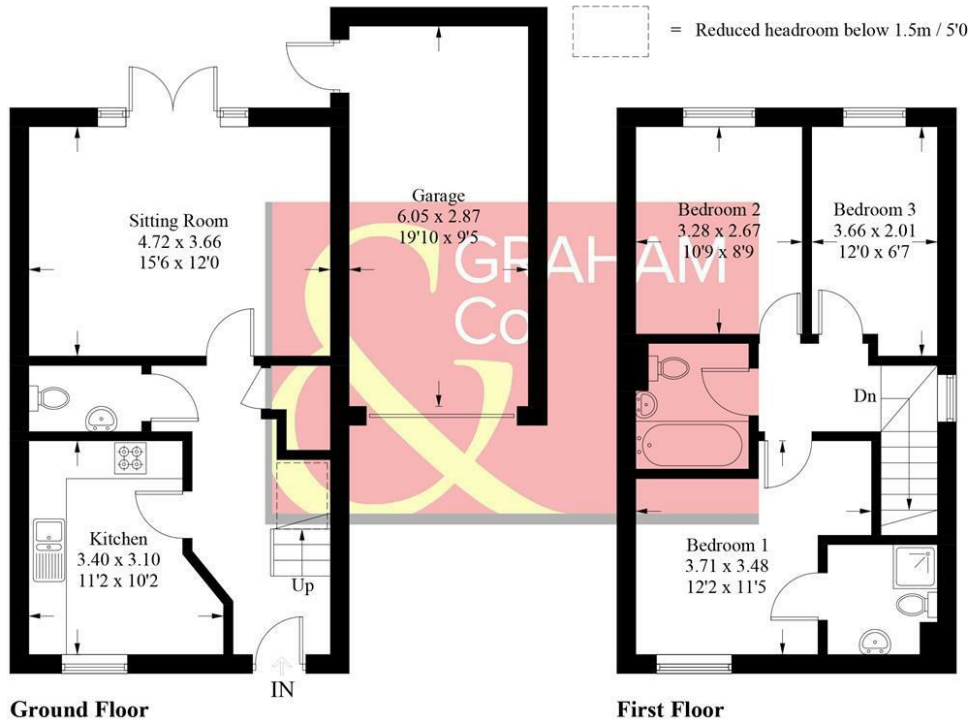 = Reduced headroom below 1.5m / 5'0
Sitting Room
4.72 x 3.66
15'6 x 12'0
Garage
6.05 x 2.87
19'10 x 9'5
Bedroom 2
3.28 x 2.67
10'9 x 8'9
Bedroom 3
3.66 x 2.01
12'0 x 6'7
&
GRAHAM
Co
Dn
Kitchen
3.40 x 3.10
11'2 x 10'2
Up
Bedroom 1
3.71 x 3.48
12'2 x 11'5
IN
Ground Floor
First Floor